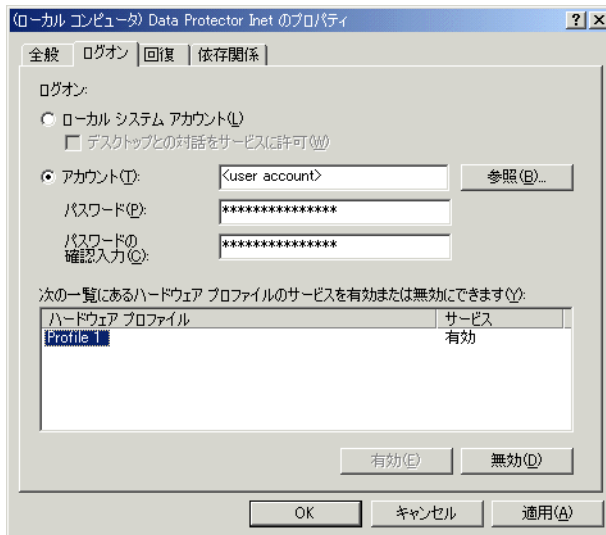 (ローカル コンピュータ) Data Protector Inet のプロパティ
全般 ログオン 回復 依存関係
ログオン:
ローカル システム アカウント(L)
デスクトップとの対話をサービスに許可(W)
アカウント(T): <user account> 参照(B)...
パスワード(P): ***************
パスワードの
確認入力(C): ***************
次の一覧にあるハードウェア プロファイルのサービスを有効または無効にできます(Y):
ハードウェア プロファイル サービス
Profile 1 有効
有効(E) 無効(D)
OK キャンセル 適用(A)